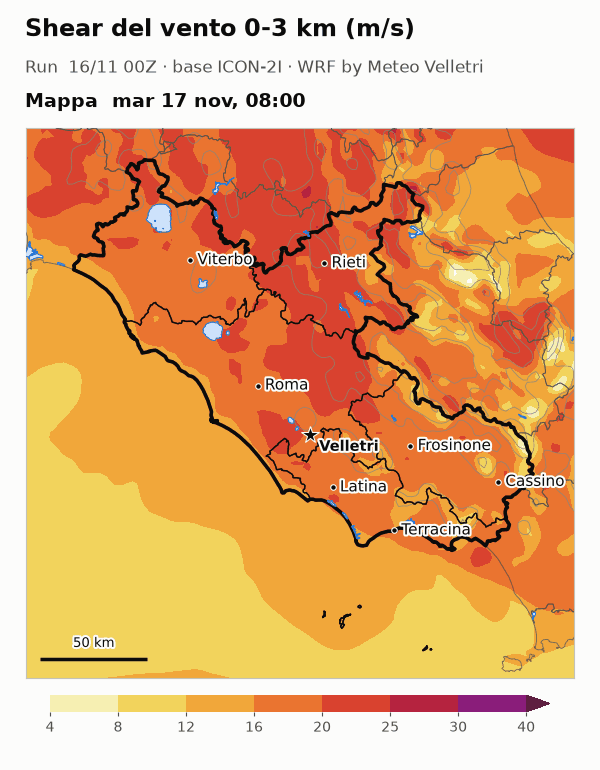 Shear del vento 0-3 km (m/s)
Run  16/11 00Z · base ICON-2I · WRF by Meteo Velletri
Mappa  mar 17 nov, 08:00
Viterbo
Rieti
Roma
Velletri
Frosinone
Latina
Cassino
Terracina
50 km
4 8 12 16 20 25 30 40